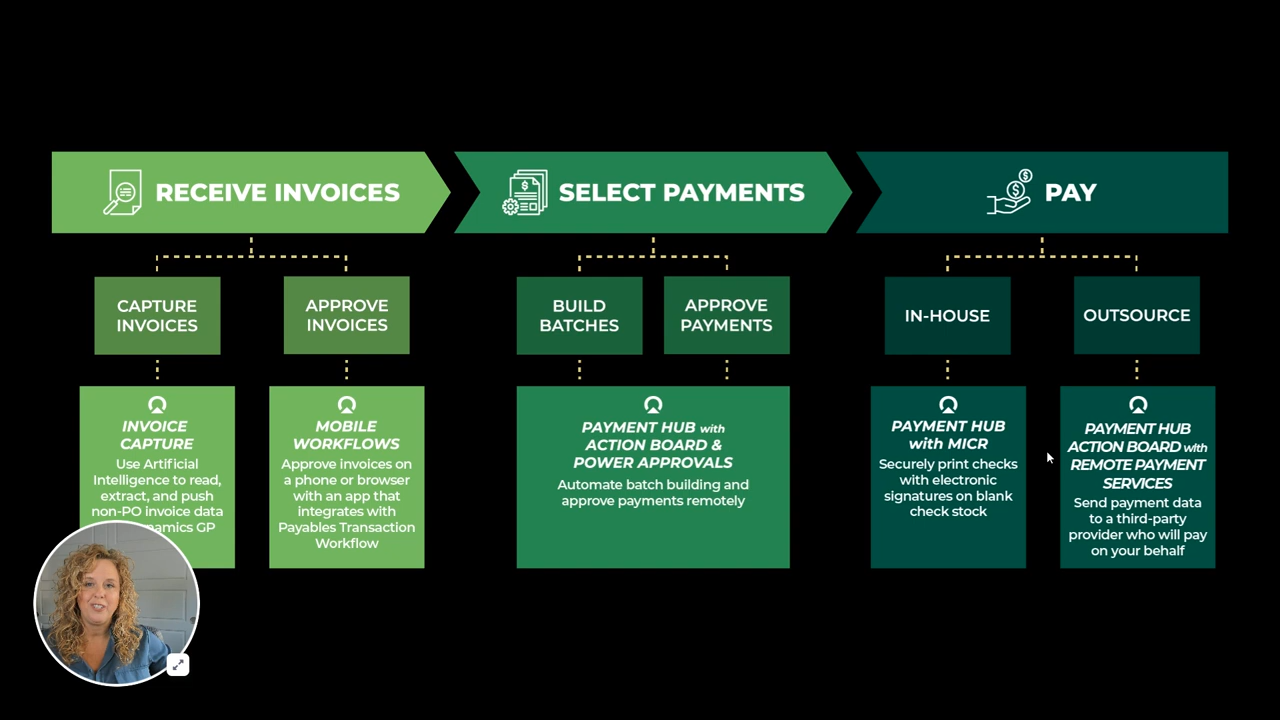 RECEIVE INVOICES
SELECT PAYMENTS
PAY
CAPTURE
INVOICES
APPROVE
INVOICES
BUILD
BATCHES
APPROVE
PAYMENTS
IN-HOUSE
OUTSOURCE
INVOICE
CAPTURE
Use Artificial
Intelligence to read,
extract, and push
non-PO invoice data
GP
MOBILE
WORKFLOWS
Approve invoices on
a phone or browser
with an app that
integrates with
Payables Transaction
Workflow
PAYMENT HUB with
ACTION BOARD &
POWER APPROVALS
Automate batch building and
approve payments remotely
PAYMENT HUB
with MICR
Securely print checks
with electronic
signatures on blank
check stock
PAYMENT HUB
ACTION BOARD with
REMOTE PAYMENT
SERVICES
Send payment data
to a third-party
provider who will pay
on your behalf